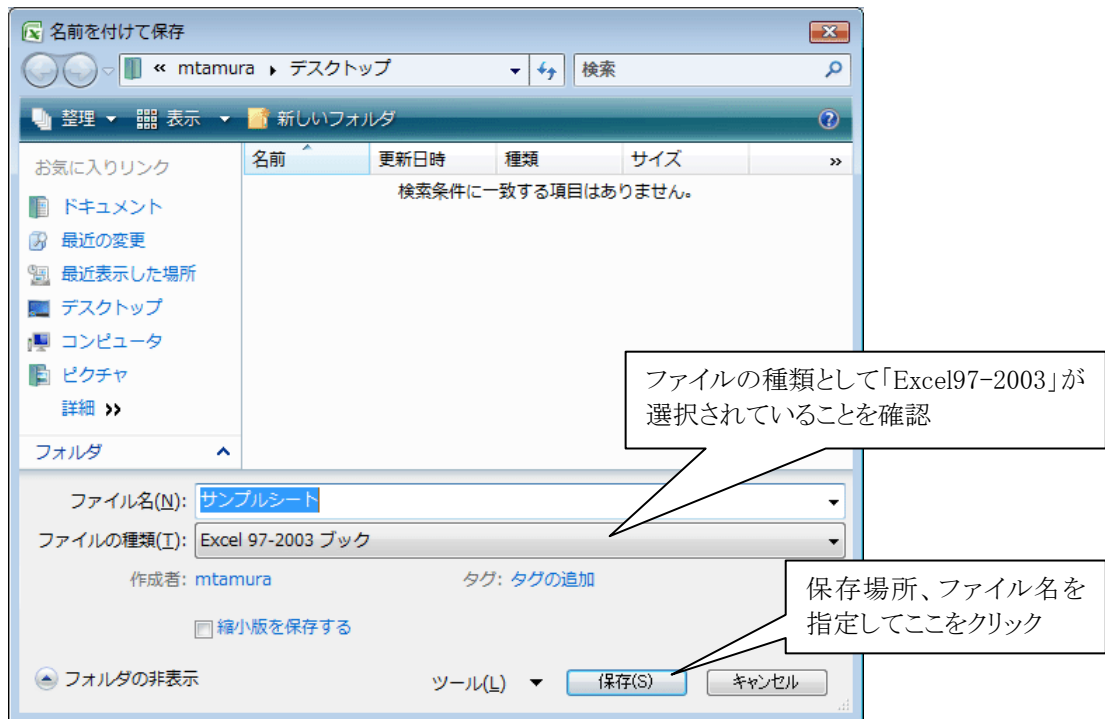 名前を付けて保存
« mtamura ▸ デスクトップ 検索
整理 表示 新しいフォルダ
お気に入りリンク
ドキュメント
最近の変更
最近表示した場所
デスクトップ
コンピュータ
ピクチャ
詳細 »
フォルダ
名前 更新日時 種類 サイズ »
検索条件に一致する項目はありません。
ファイルの種類として「Excel97-2003」が
選択されていることを確認
ファイル名(N): サンプルシート
ファイルの種類(T): Excel 97-2003 ブック
作成者: mtamura タグ: タグの追加
縮小版を保存する
保存場所、ファイル名を
指定してここをクリック
フォルダの非表示 ツール(L) 保存(S) キャンセル